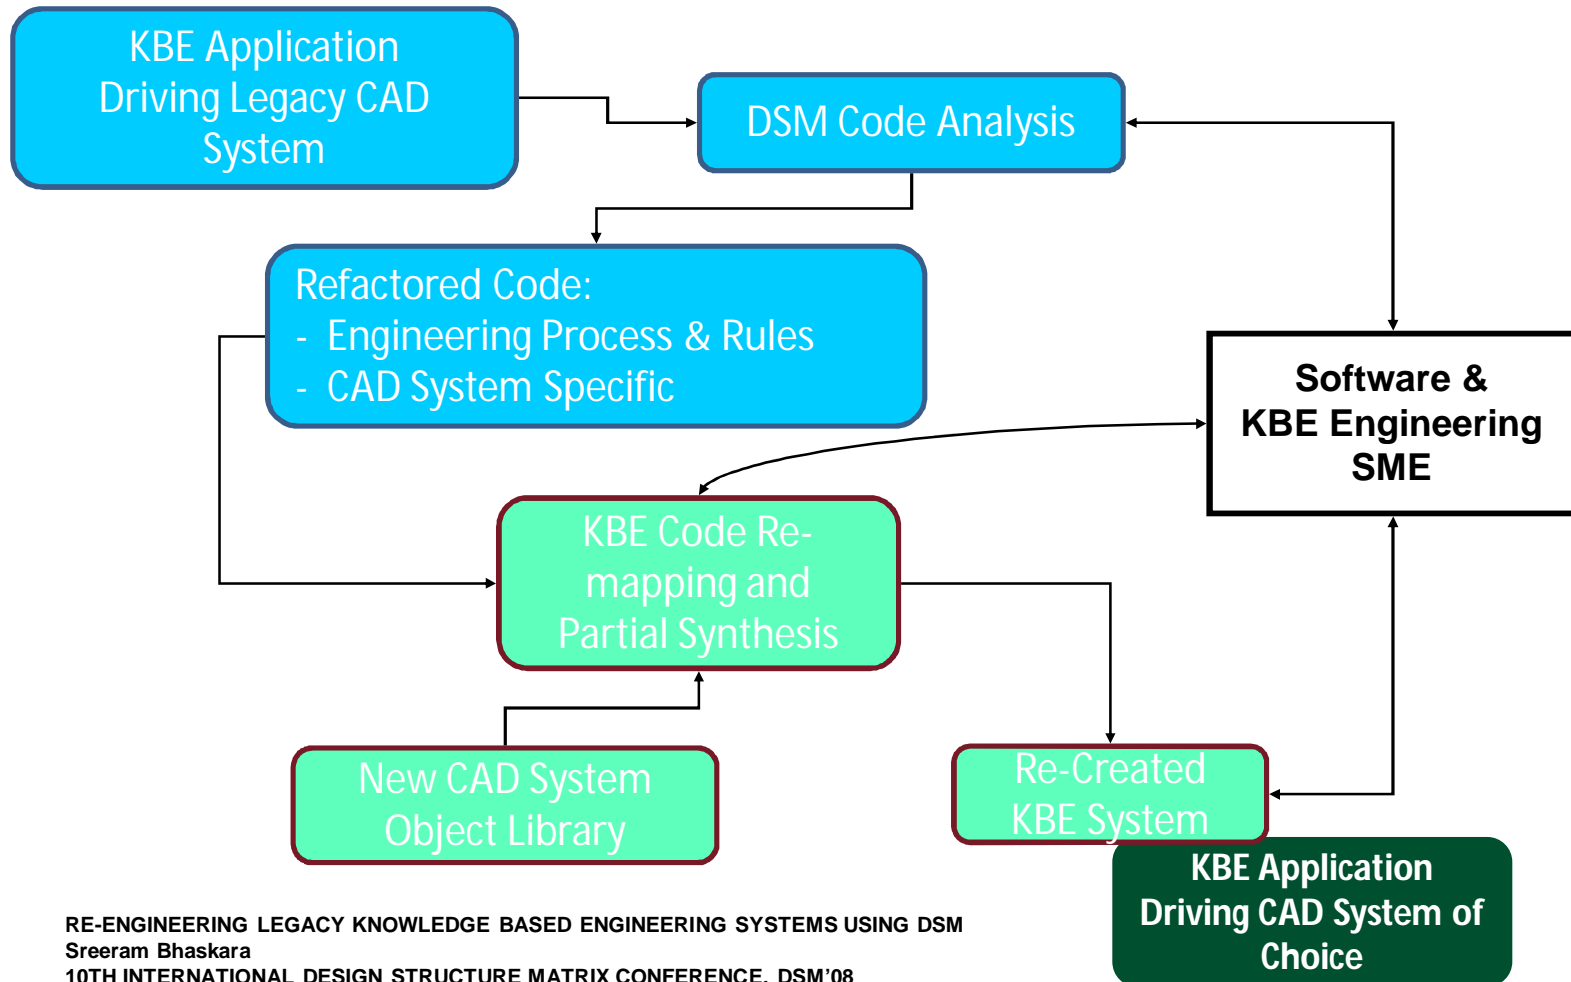 KBE Application
Driving Legacy CAD
System
DSM Code Analysis
Refactored Code:
- Engineering Process & Rules
- CAD System Specific
Software &
KBE Engineering
SME
KBE Code Re-
mapping and
Partial Synthesis
New CAD System
Object Library
Re-Created
KBE System
KBE Application
Driving CAD System of
Choice
RE-ENGINEERING LEGACY KNOWLEDGE BASED ENGINEERING SYSTEMS USING DSM
Sreeram Bhaskara
10TH INTERNATIONAL DESIGN STRUCTURE MATRIX CONFERENCE, DSM'08